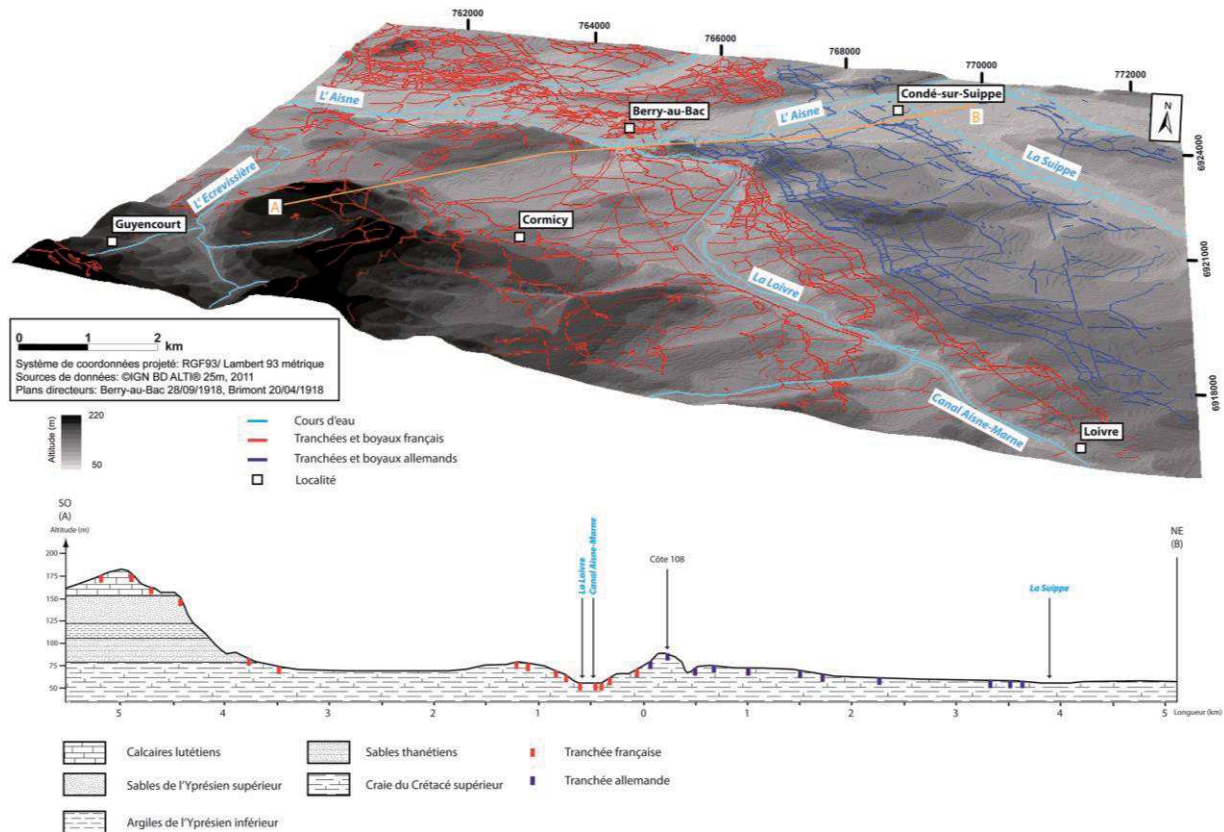 762000
764000
766000
768000
770000
772000
N
L' Aisne
Berry-au-Bac
L' Aisne
Condé-sur-Suippe
B
La Suippe
6924000
L' Ecrevissière
A
Guyencourt
Cormicy
La Loivre
6921000
Canal Aisne-Marne
6918000
Loivre
0 1 2 km
Système de coordonnées projeté: RGF93/ Lambert 93 métrique
Sources de données: ©IGN BD ALTI® 25m, 2011
Plans directeurs: Berry-au-Bac 28/09/1918, Brimont 20/04/1918
Altitude (m)
220
50
Cours d'eau
Tranchées et boyaux français
Tranchées et boyaux allemands
Localité
SO
(A)
Altitude (m)
NE
(B)
La Loivre
Canal Aisne-Marne
Côte 108
La Suippe
200
175
150
125
100
75
50
5 4 3 2 1 0 1 2 3 4 5 Longueur (km)
Calcaires lutétiens
Sables thanétiens
Tranchée française
Sables de l'Yprésien supérieur
Craie du Crétacé supérieur
Tranchée allemande
Argiles de l'Yprésien inférieur